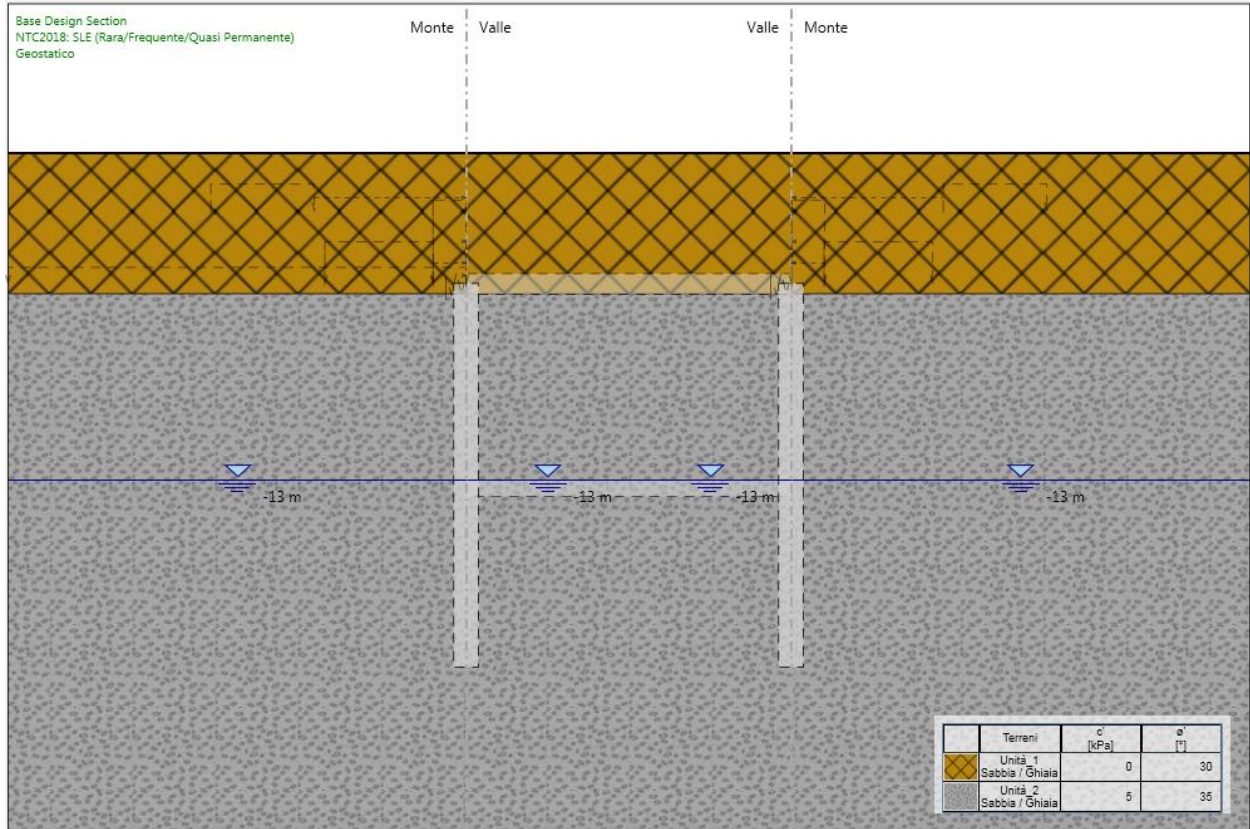 Base Design Section
NTC2018: SLE (Rara/Frequente/Quasi Permanente)
Geostatico
Monte Valle Valle Monte
-13 m -13 m -13 m -13 m
Terreni c' [kPa] ø' [°]
Unità_1 Sabbia / Ghiaia 0 30
Unità_2 Sabbia / Ghiaia 5 35